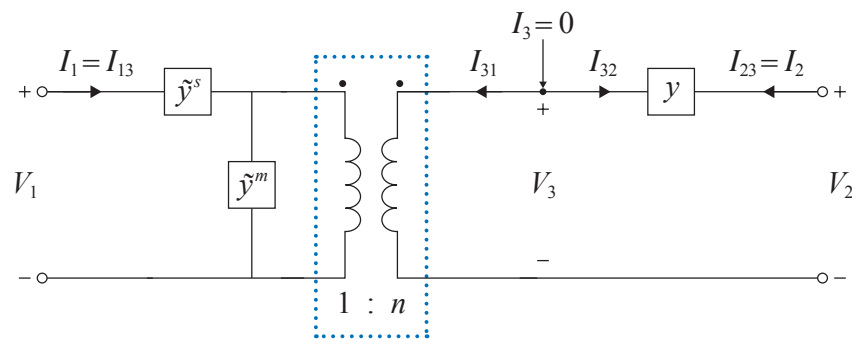 I₃ = 0
I₁ = I₁₃
I₃₁
I₃₂
I₂₃ = I₂
+
ỹˢ
+
y
+
V₁
ỹᵐ
V₃
V₂
−
−
−
1 : n